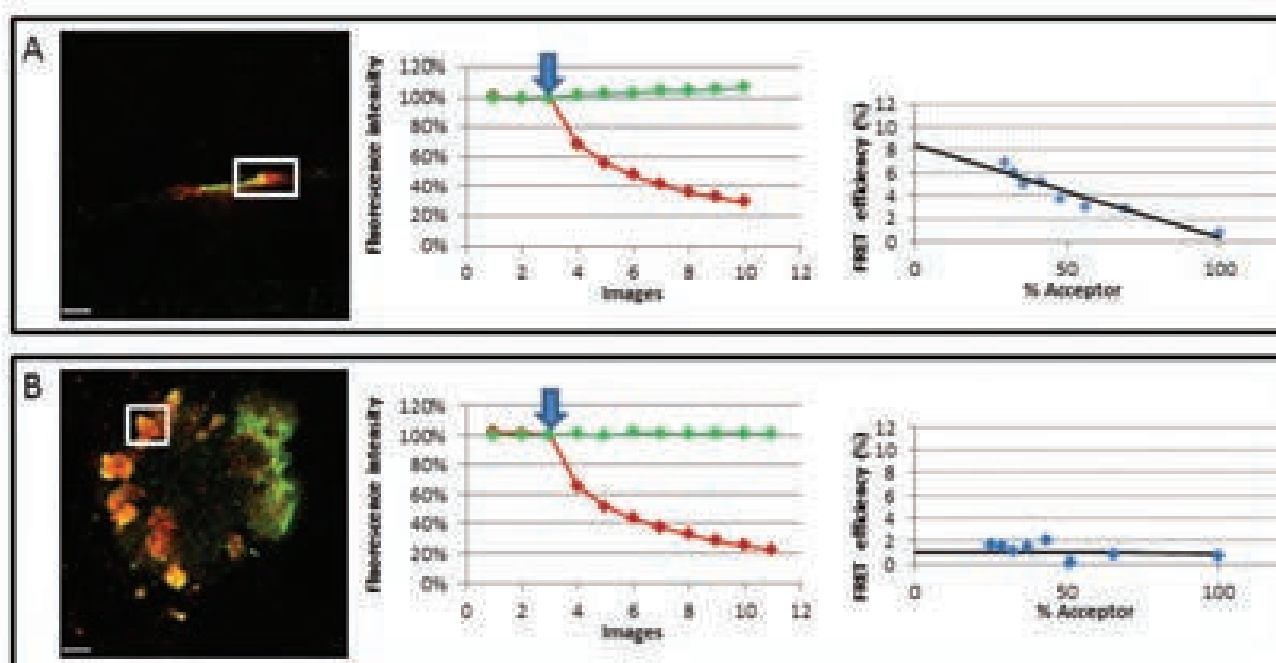 A
Fluorescence intensity
120%
100%
80%
60%
40%
20%
0%
0 2 4 6 8 10 12
Images
FRET efficiency (%)
12
10
8
6
4
2
0
0 50 100
% Acceptor
B
Fluorescence intensity
120%
100%
80%
60%
40%
20%
0%
0 2 4 6 8 10 12
Images
FRET efficiency (%)
12
10
8
6
4
2
0
0 50 100
% Acceptor